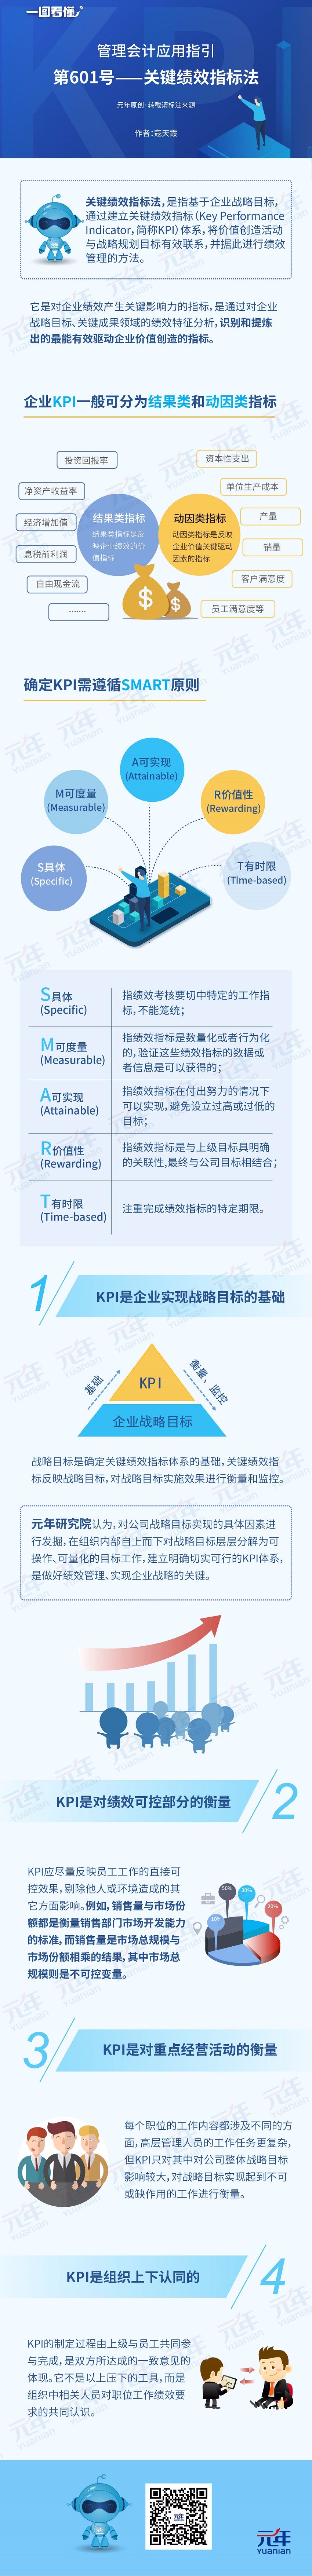 一图看懂
管理会计应用指引
第601号——关键绩效指标法
元年原创·转载请标注来源
作者：寇天霞
关键绩效指标法，是指基于企业战略目标，
通过建立关键绩效指标（Key Performance
Indicator，简称KPI）体系，将价值创造活动
与战略规划目标有效联系，并据此进行绩效
管理的方法。
它是对企业绩效产生关键影响力的指标，是通过对企业
战略目标、关键成果领域的绩效特征分析，识别和提炼
出的最能有效驱动企业价值创造的指标。
企业KPI一般可分为结果类和动因类指标
投资回报率
净资产收益率
经济增加值
息税前利润
自由现金流
……
结果类指标
结果类指标是反
映企业绩效的价
值指标
动因类指标
动因类指标是反映
企业价值关键驱动
因素的指标
资本性支出
单位生产成本
产量
销量
客户满意度
员工满意度等
确定KPI需遵循SMART原则
S具体
(Specific)
M可度量
(Measurable)
A可实现
(Attainable)
R价值性
(Rewarding)
T有时限
(Time-based)
S具体
(Specific)
指绩效考核要切中特定的工作指
标，不能笼统；
M可度量
(Measurable)
指绩效指标是数量化或者行为化
的，验证这些绩效指标的数据或
者信息是可以获得的；
A可实现
(Attainable)
指绩效指标在付出努力的情况下
可以实现，避免设立过高或过低的
目标；
R价值性
(Rewarding)
指绩效指标是与上级目标具明确
的关联性，最终与公司目标相结合；
T有时限
(Time-based)
注重完成绩效指标的特定期限。
1
KPI是企业实现战略目标的基础
基础
KPI
衡量、监控
企业战略目标
战略目标是确定关键绩效指标体系的基础，关键绩效指
标反映战略目标，对战略目标实施效果进行衡量和监控。
元年研究院认为，对公司战略目标实现的具体因素进
行发掘，在组织内部自上而下对战略目标层层分解为可
操作、可量化的目标工作，建立明确切实可行的KPI体系，
是做好绩效管理、实现企业战略的关键。
KPI是对绩效可控部分的衡量
2
KPI应尽量反映员工工作的直接可
控效果，剔除他人或环境造成的其
它方面影响。例如，销售量与市场份
额都是衡量销售部门市场开发能力
的标准，而销售量是市场总规模与
市场份额相乘的结果，其中市场总
规模则是不可控变量。
10%
50%
30%
20%
3
KPI是对重点经营活动的衡量
每个职位的工作内容都涉及不同的方
面，高层管理人员的工作任务更复杂，
但KPI只对其中对公司整体战略目标
影响较大，对战略目标实现起到不可
或缺作用的工作进行衡量。
KPI是组织上下认同的
4
KPI的制定过程由上级与员工共同参
与完成，是双方所达成的一致意见的
体现。它不是以上压下的工具，而是
组织中相关人员对职位工作绩效要
求的共同认识。
元年
元年
Yuanian